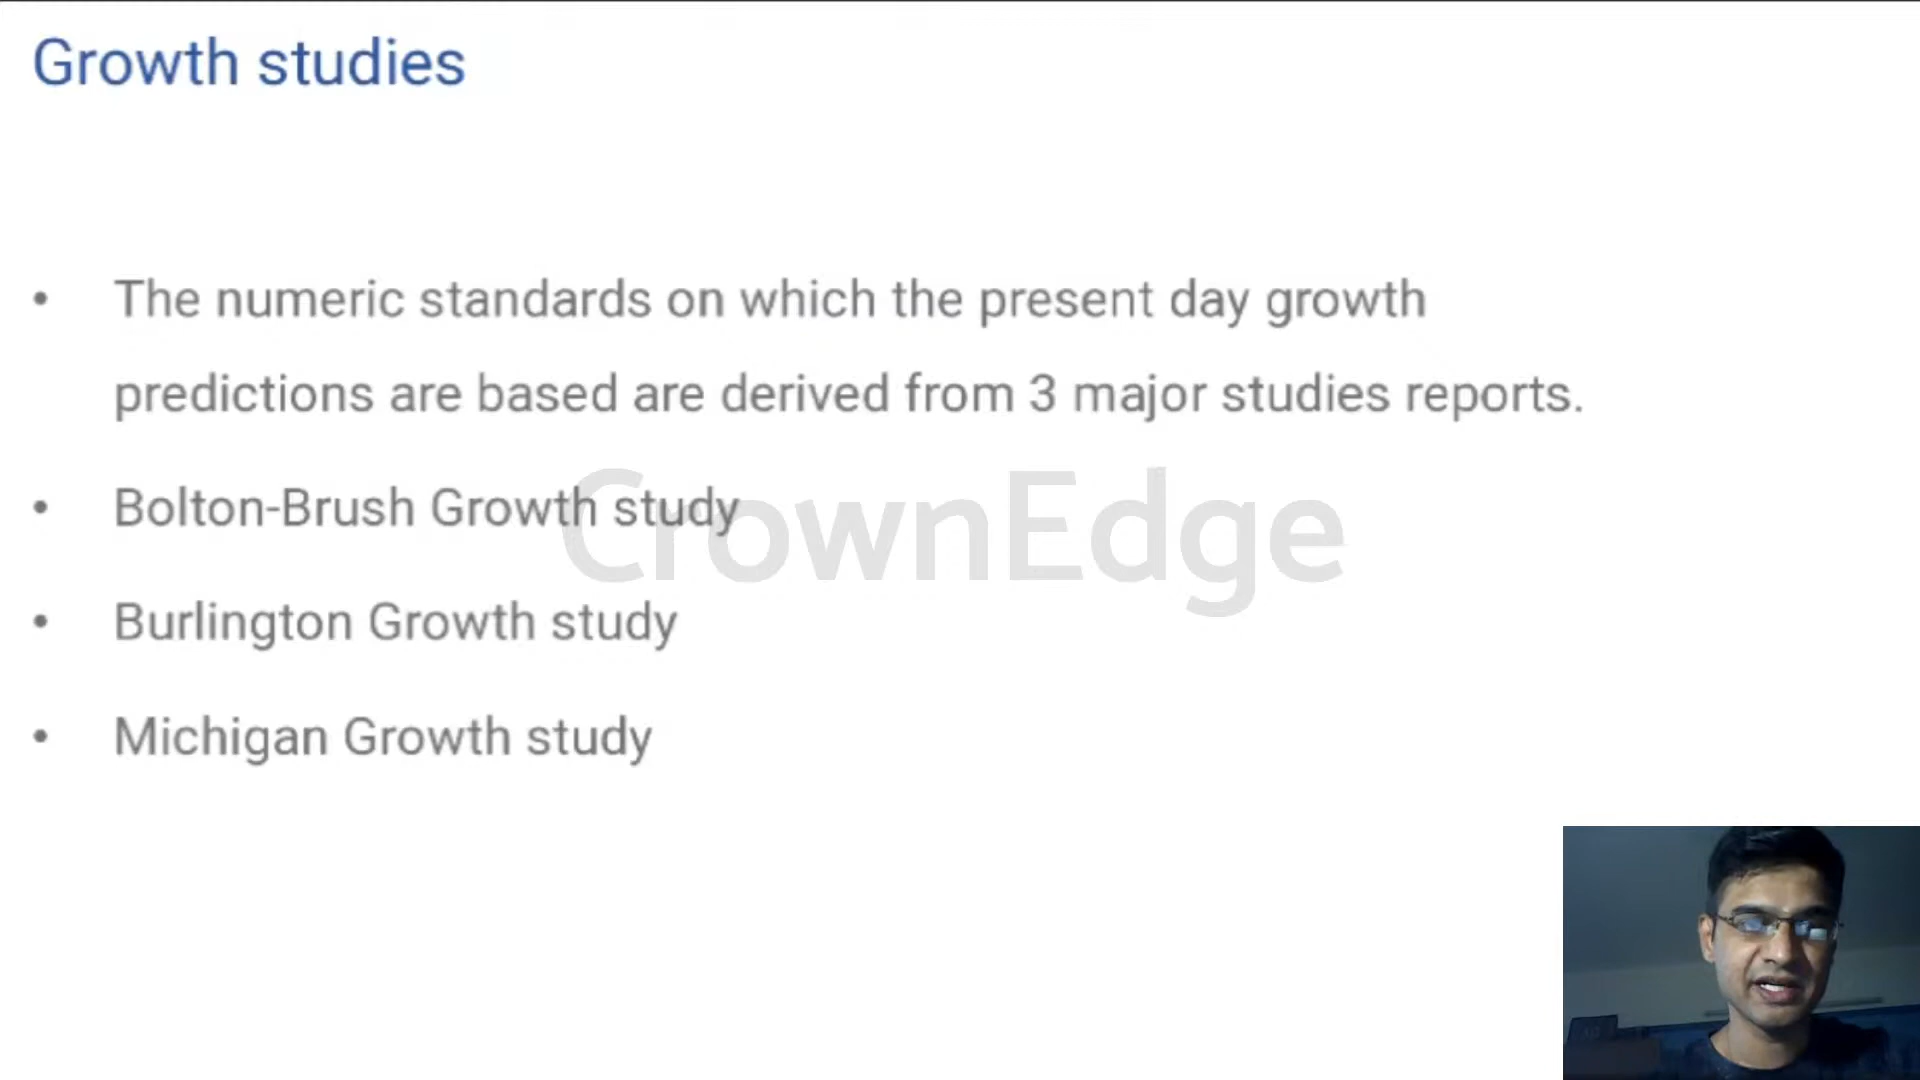 Growth studies
• The numeric standards on which the present day growth
predictions are based are derived from 3 major studies reports.
• Bolton-Brush Growth study
CrownEdge
• Burlington Growth study
• Michigan Growth study